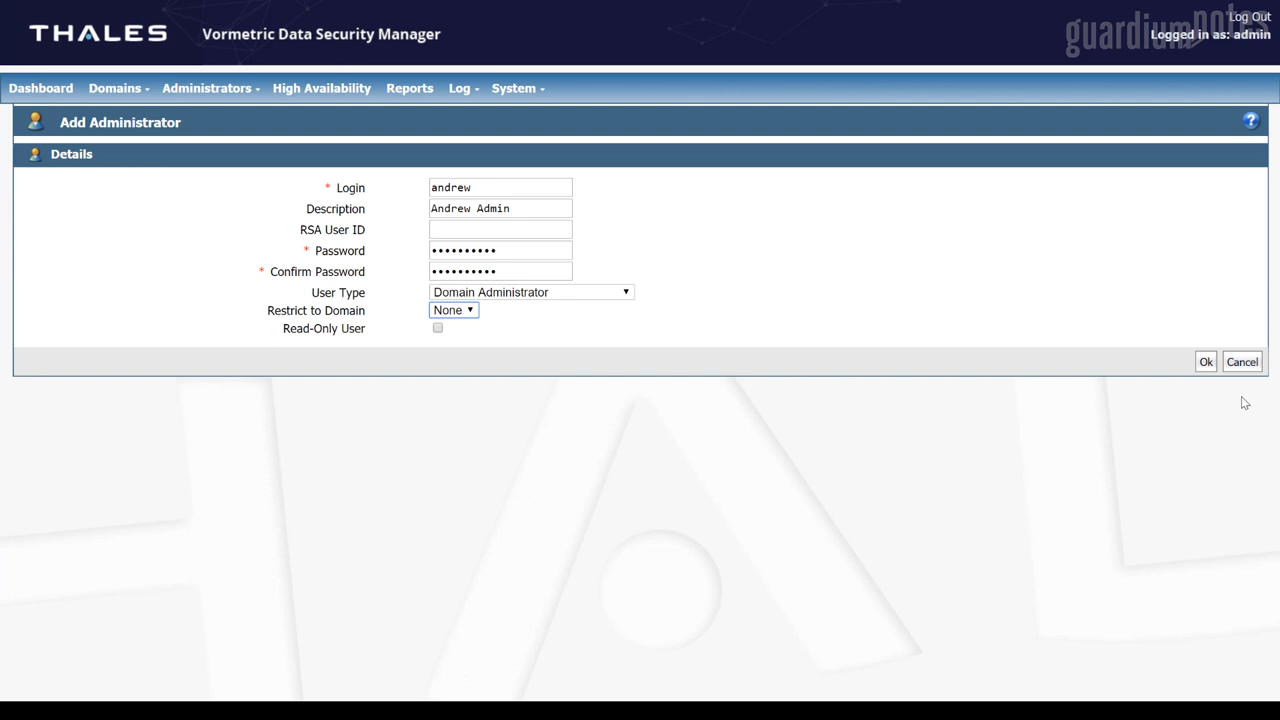 THALES
Vormetric Data Security Manager
guardiumnotes
Log Out
Logged in as: admin
Dashboard Domains Administrators High Availability Reports Log System
Add Administrator
?
Details
* Login andrew
Description Andrew Admin
RSA User ID
* Password ••••••••••
* Confirm Password ••••••••••
User Type Domain Administrator
Restrict to Domain None
Read-Only User
Ok Cancel